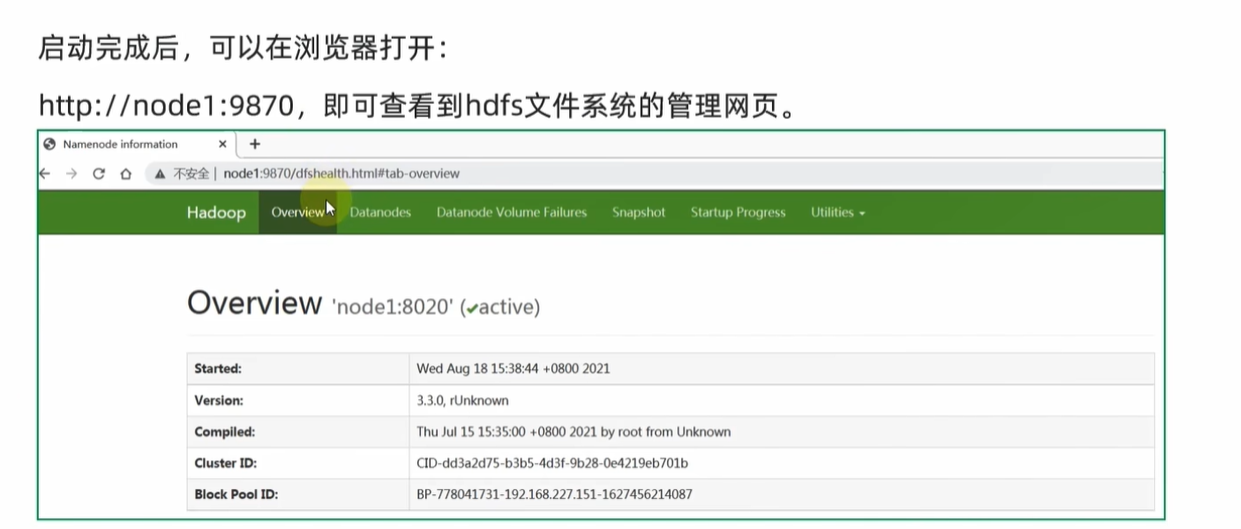 启动完成后，可以在浏览器打开：
http://node1:9870，即可查看到hdfs文件系统的管理网页。
Namenode information × +
不安全 | node1:9870/dfshealth.html#tab-overview
Hadoop Overview Datanodes Datanode Volume Failures Snapshot Startup Progress Utilities
Overview 'node1:8020' (✔active)
Started: Wed Aug 18 15:38:44 +0800 2021
Version: 3.3.0, rUnknown
Compiled: Thu Jul 15 15:35:00 +0800 2021 by root from Unknown
Cluster ID: CID-dd3a2d75-b3b5-4d3f-9b28-0e4219eb701b
Block Pool ID: BP-778041731-192.168.227.151-1627456214087